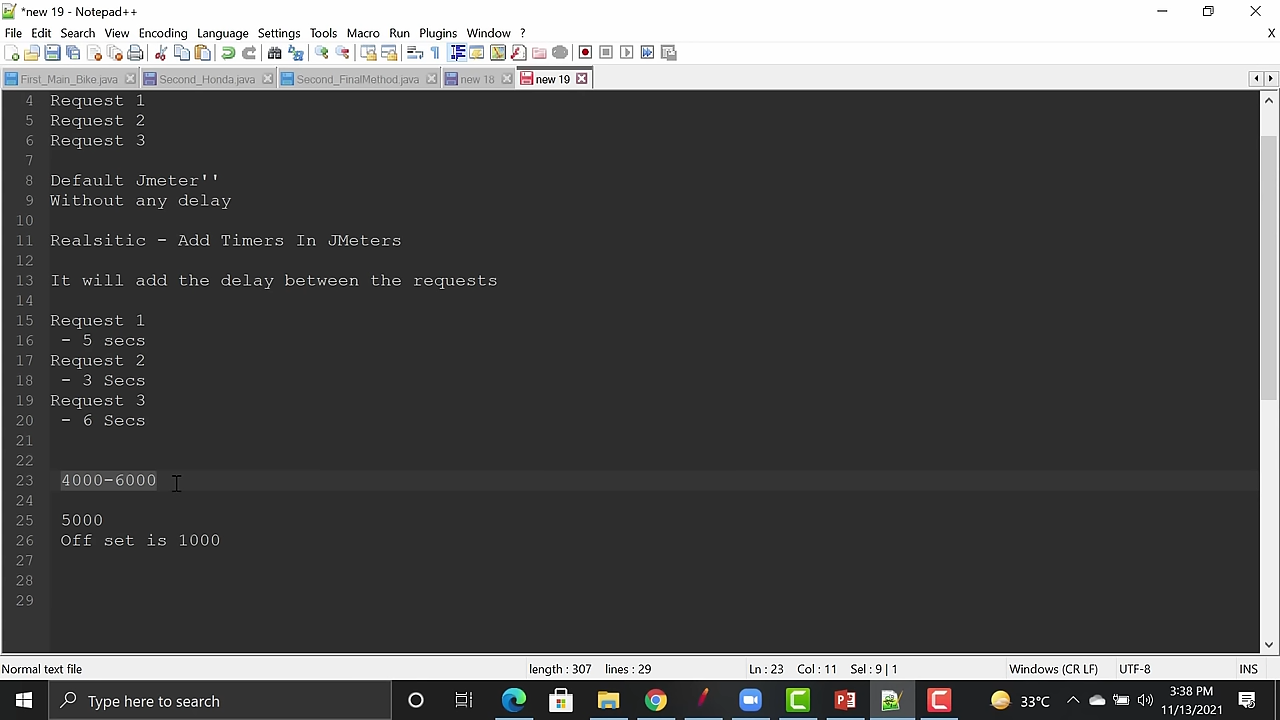 *new 19 - Notepad++
File Edit Search View Encoding Language Settings Tools Macro Run Plugins Window ? X
First_Main_Bike.java Second_Honda.java Second_FinalMethod.java new 18 new 19
4 Request 1
5 Request 2
6 Request 3
7
8 Default Jmeter''
9 Without any delay
10
11 Realsitic - Add Timers In JMeters
12
13 It will add the delay between the requests
14
15 Request 1
16 - 5 secs
17 Request 2
18 - 3 Secs
19 Request 3
20 - 6 Secs
21
22
23 4000-6000
24
25 5000
26 Off set is 1000
27
28
29
Normal text file length : 307 lines : 29 Ln : 23 Col : 11 Sel : 9 | 1 Windows (CR LF) UTF-8 INS
Type here to search 33°C 3:38 PM
11/13/2021